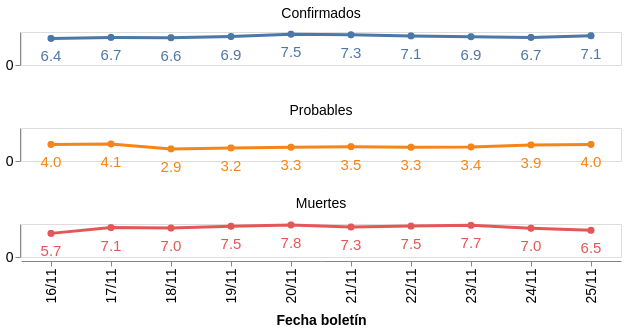 Confirmados
0
6.4 6.7 6.6 6.9 7.5 7.3 7.1 6.9 6.7 7.1
Probables
0
4.0 4.1 2.9 3.2 3.3 3.5 3.3 3.4 3.9 4.0
Muertes
0
5.7 7.1 7.0 7.5 7.8 7.3 7.5 7.7 7.0 6.5
16/11 17/11 18/11 19/11 20/11 21/11 22/11 23/11 24/11 25/11
Fecha boletín